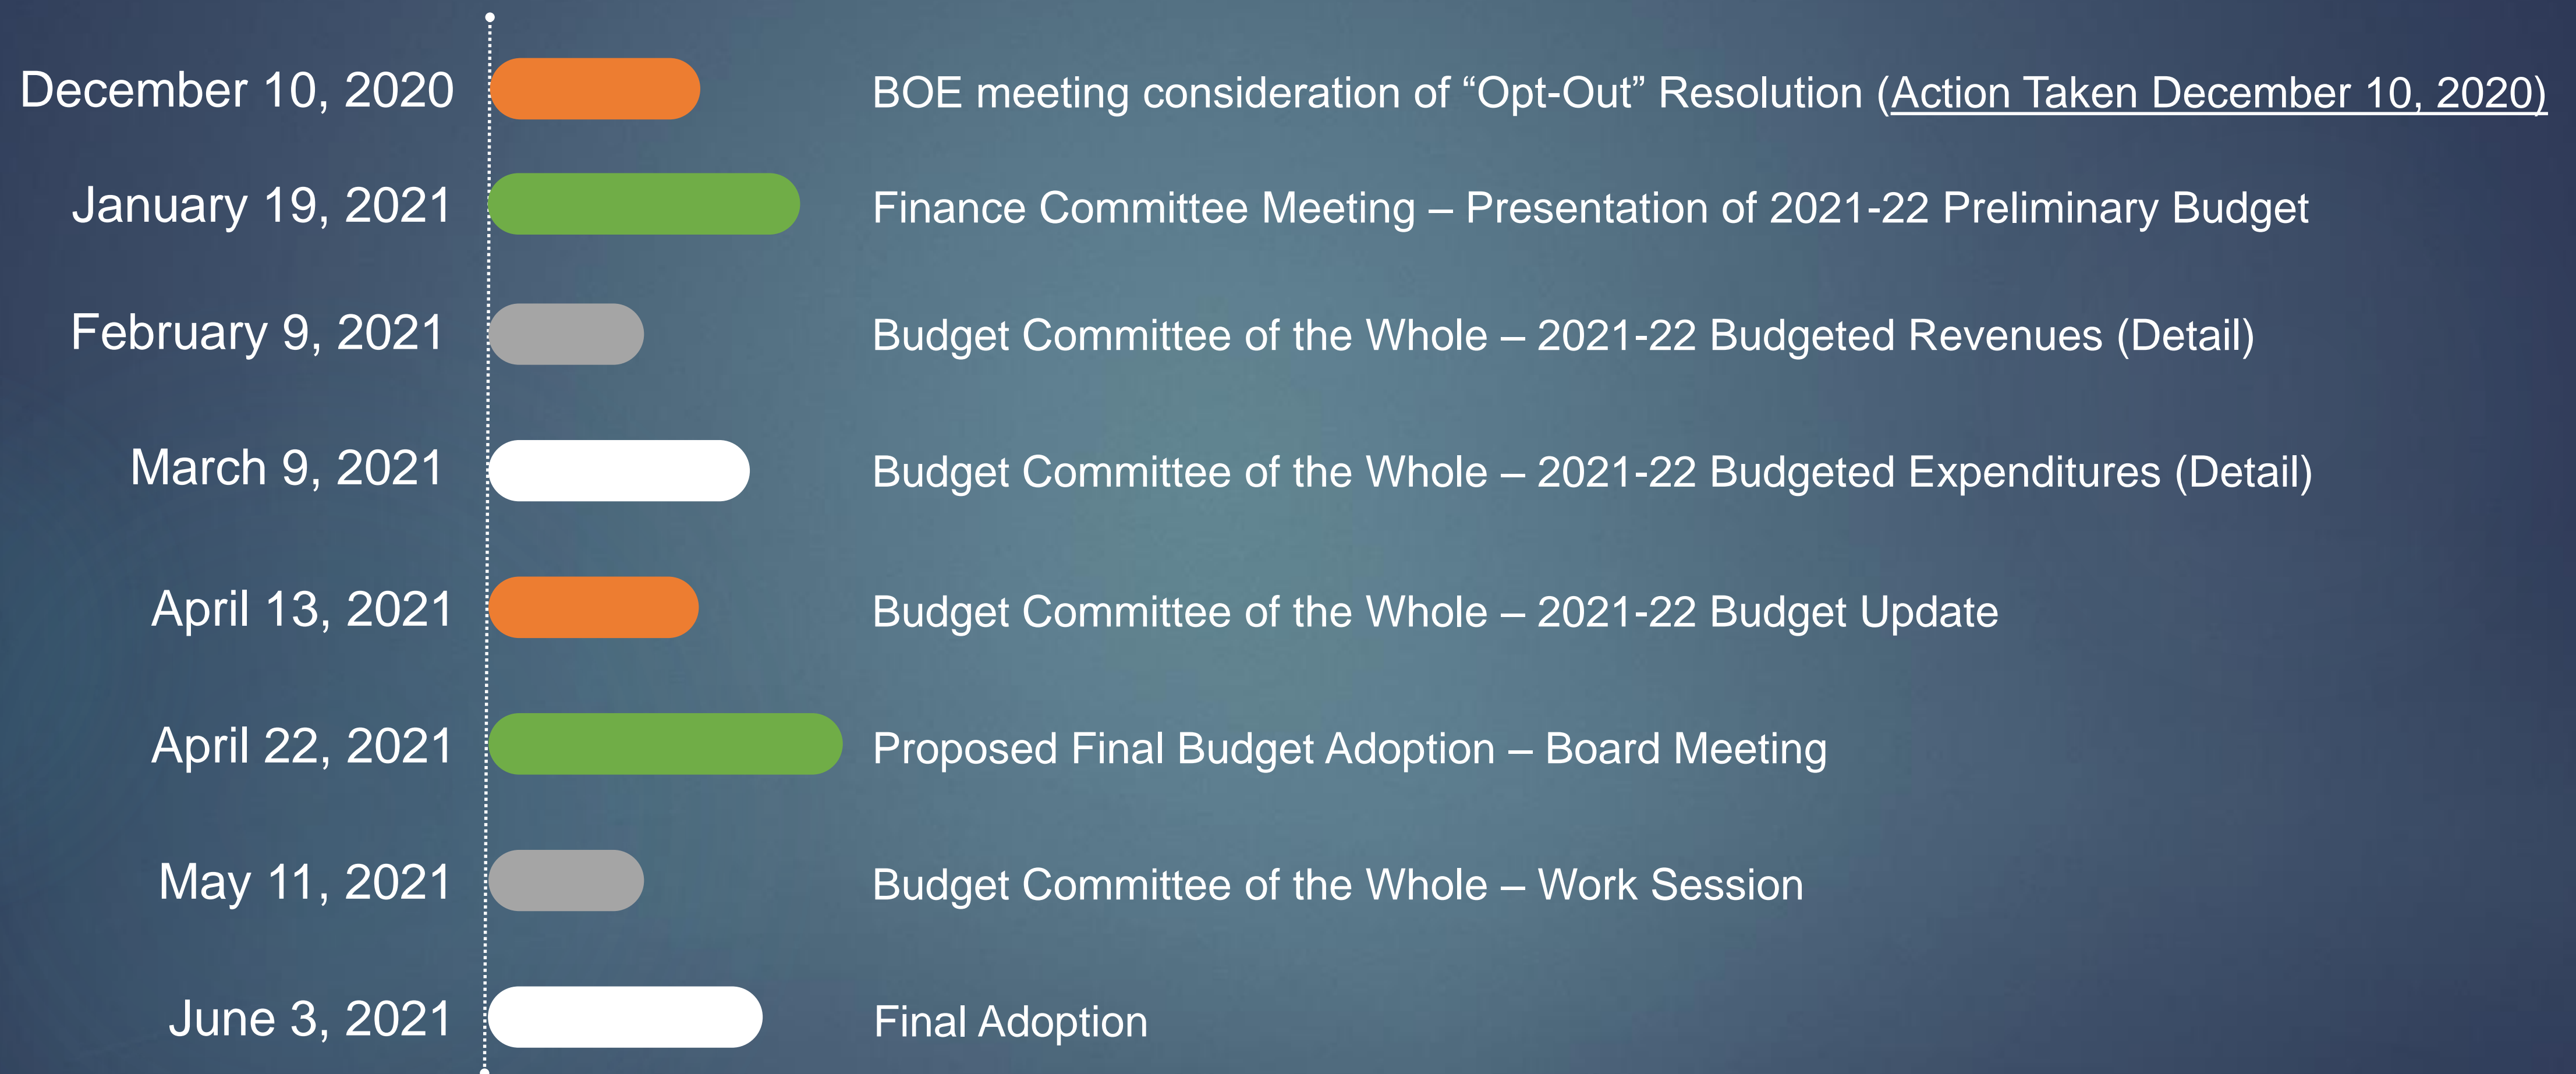 December 10, 2020 BOE meeting consideration of “Opt-Out” Resolution (Action Taken December 10, 2020)
January 19, 2021 Finance Committee Meeting – Presentation of 2021-22 Preliminary Budget
February 9, 2021 Budget Committee of the Whole – 2021-22 Budgeted Revenues (Detail)
March 9, 2021 Budget Committee of the Whole – 2021-22 Budgeted Expenditures (Detail)
April 13, 2021 Budget Committee of the Whole – 2021-22 Budget Update
April 22, 2021 Proposed Final Budget Adoption – Board Meeting
May 11, 2021 Budget Committee of the Whole – Work Session
June 3, 2021 Final Adoption